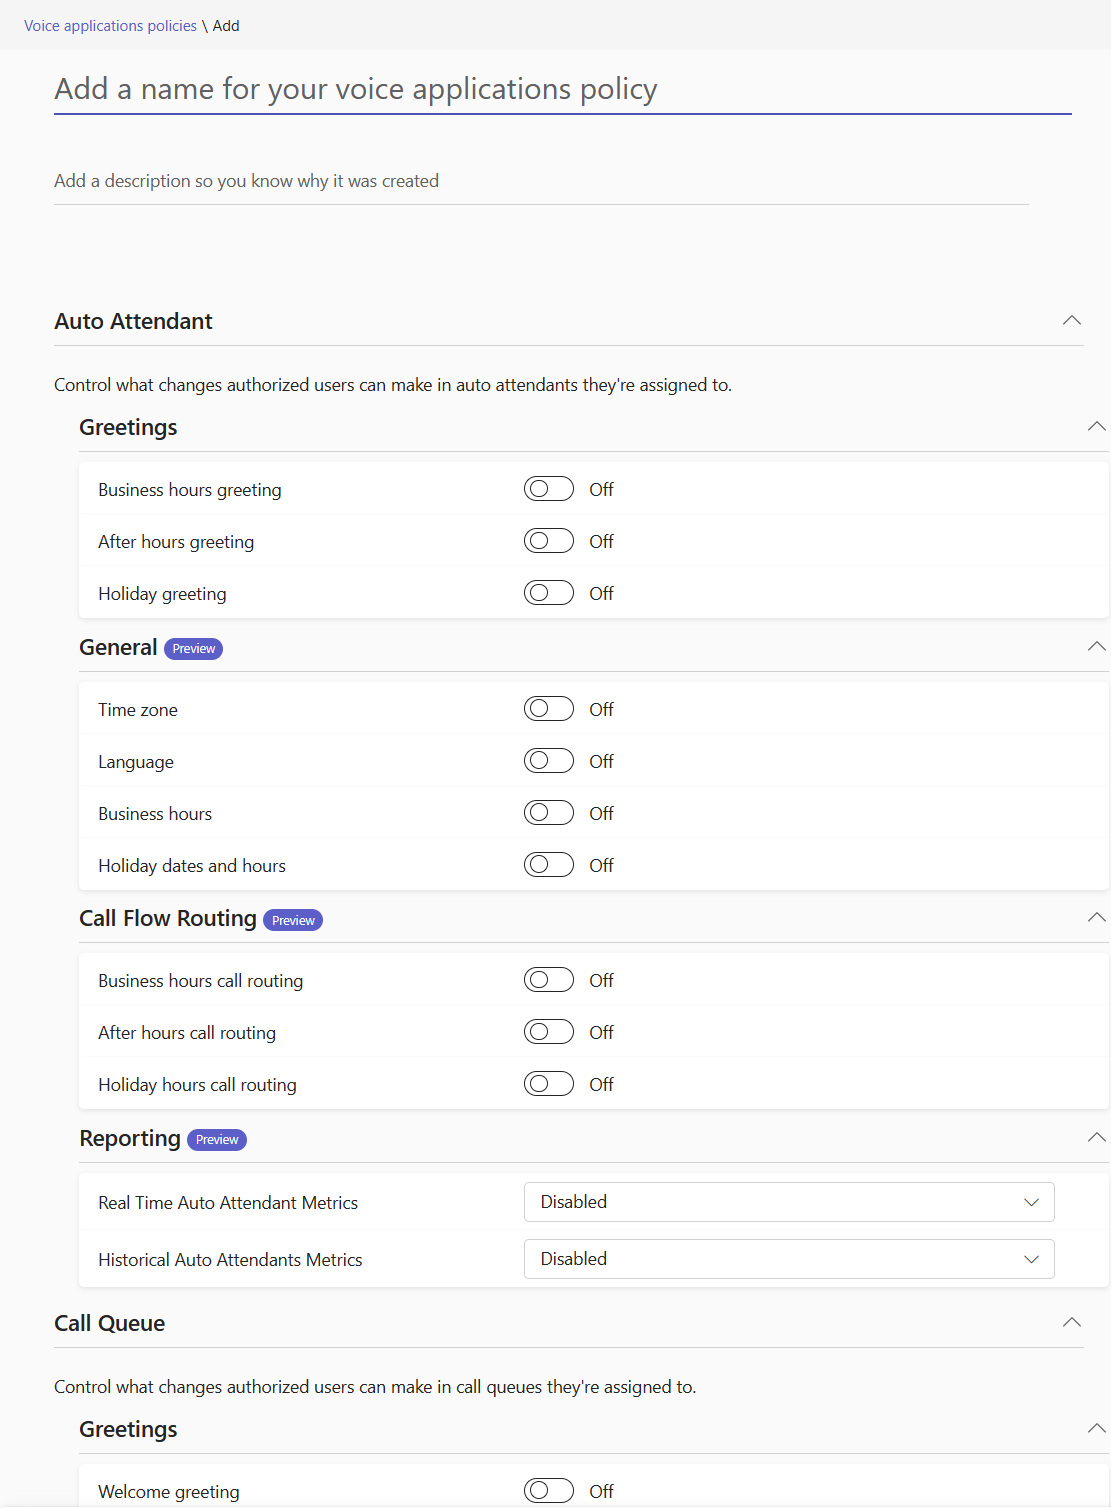 Voice applications policies \ Add
Add a name for your voice applications policy
Add a description so you know why it was created
Auto Attendant
Control what changes authorized users can make in auto attendants they're assigned to.
Greetings
Business hours greeting Off
After hours greeting Off
Holiday greeting Off
General Preview
Time zone Off
Language Off
Business hours Off
Holiday dates and hours Off
Call Flow Routing Preview
Business hours call routing Off
After hours call routing Off
Holiday hours call routing Off
Reporting Preview
Real Time Auto Attendant Metrics Disabled
Historical Auto Attendants Metrics Disabled
Call Queue
Control what changes authorized users can make in call queues they're assigned to.
Greetings
Welcome greeting Off